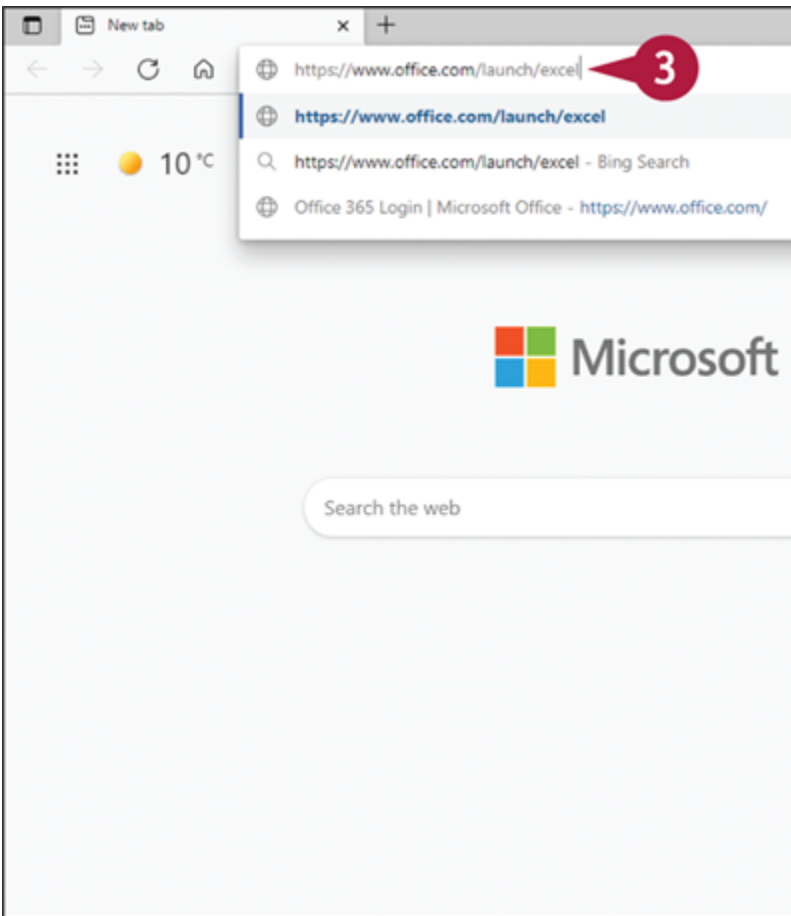 New tab
https://www.office.com/launch/excel
3
https://www.office.com/launch/excel
https://www.office.com/launch/excel - Bing Search
10 °C
Office 365 Login | Microsoft Office - https://www.office.com/
Microsoft
Search the web